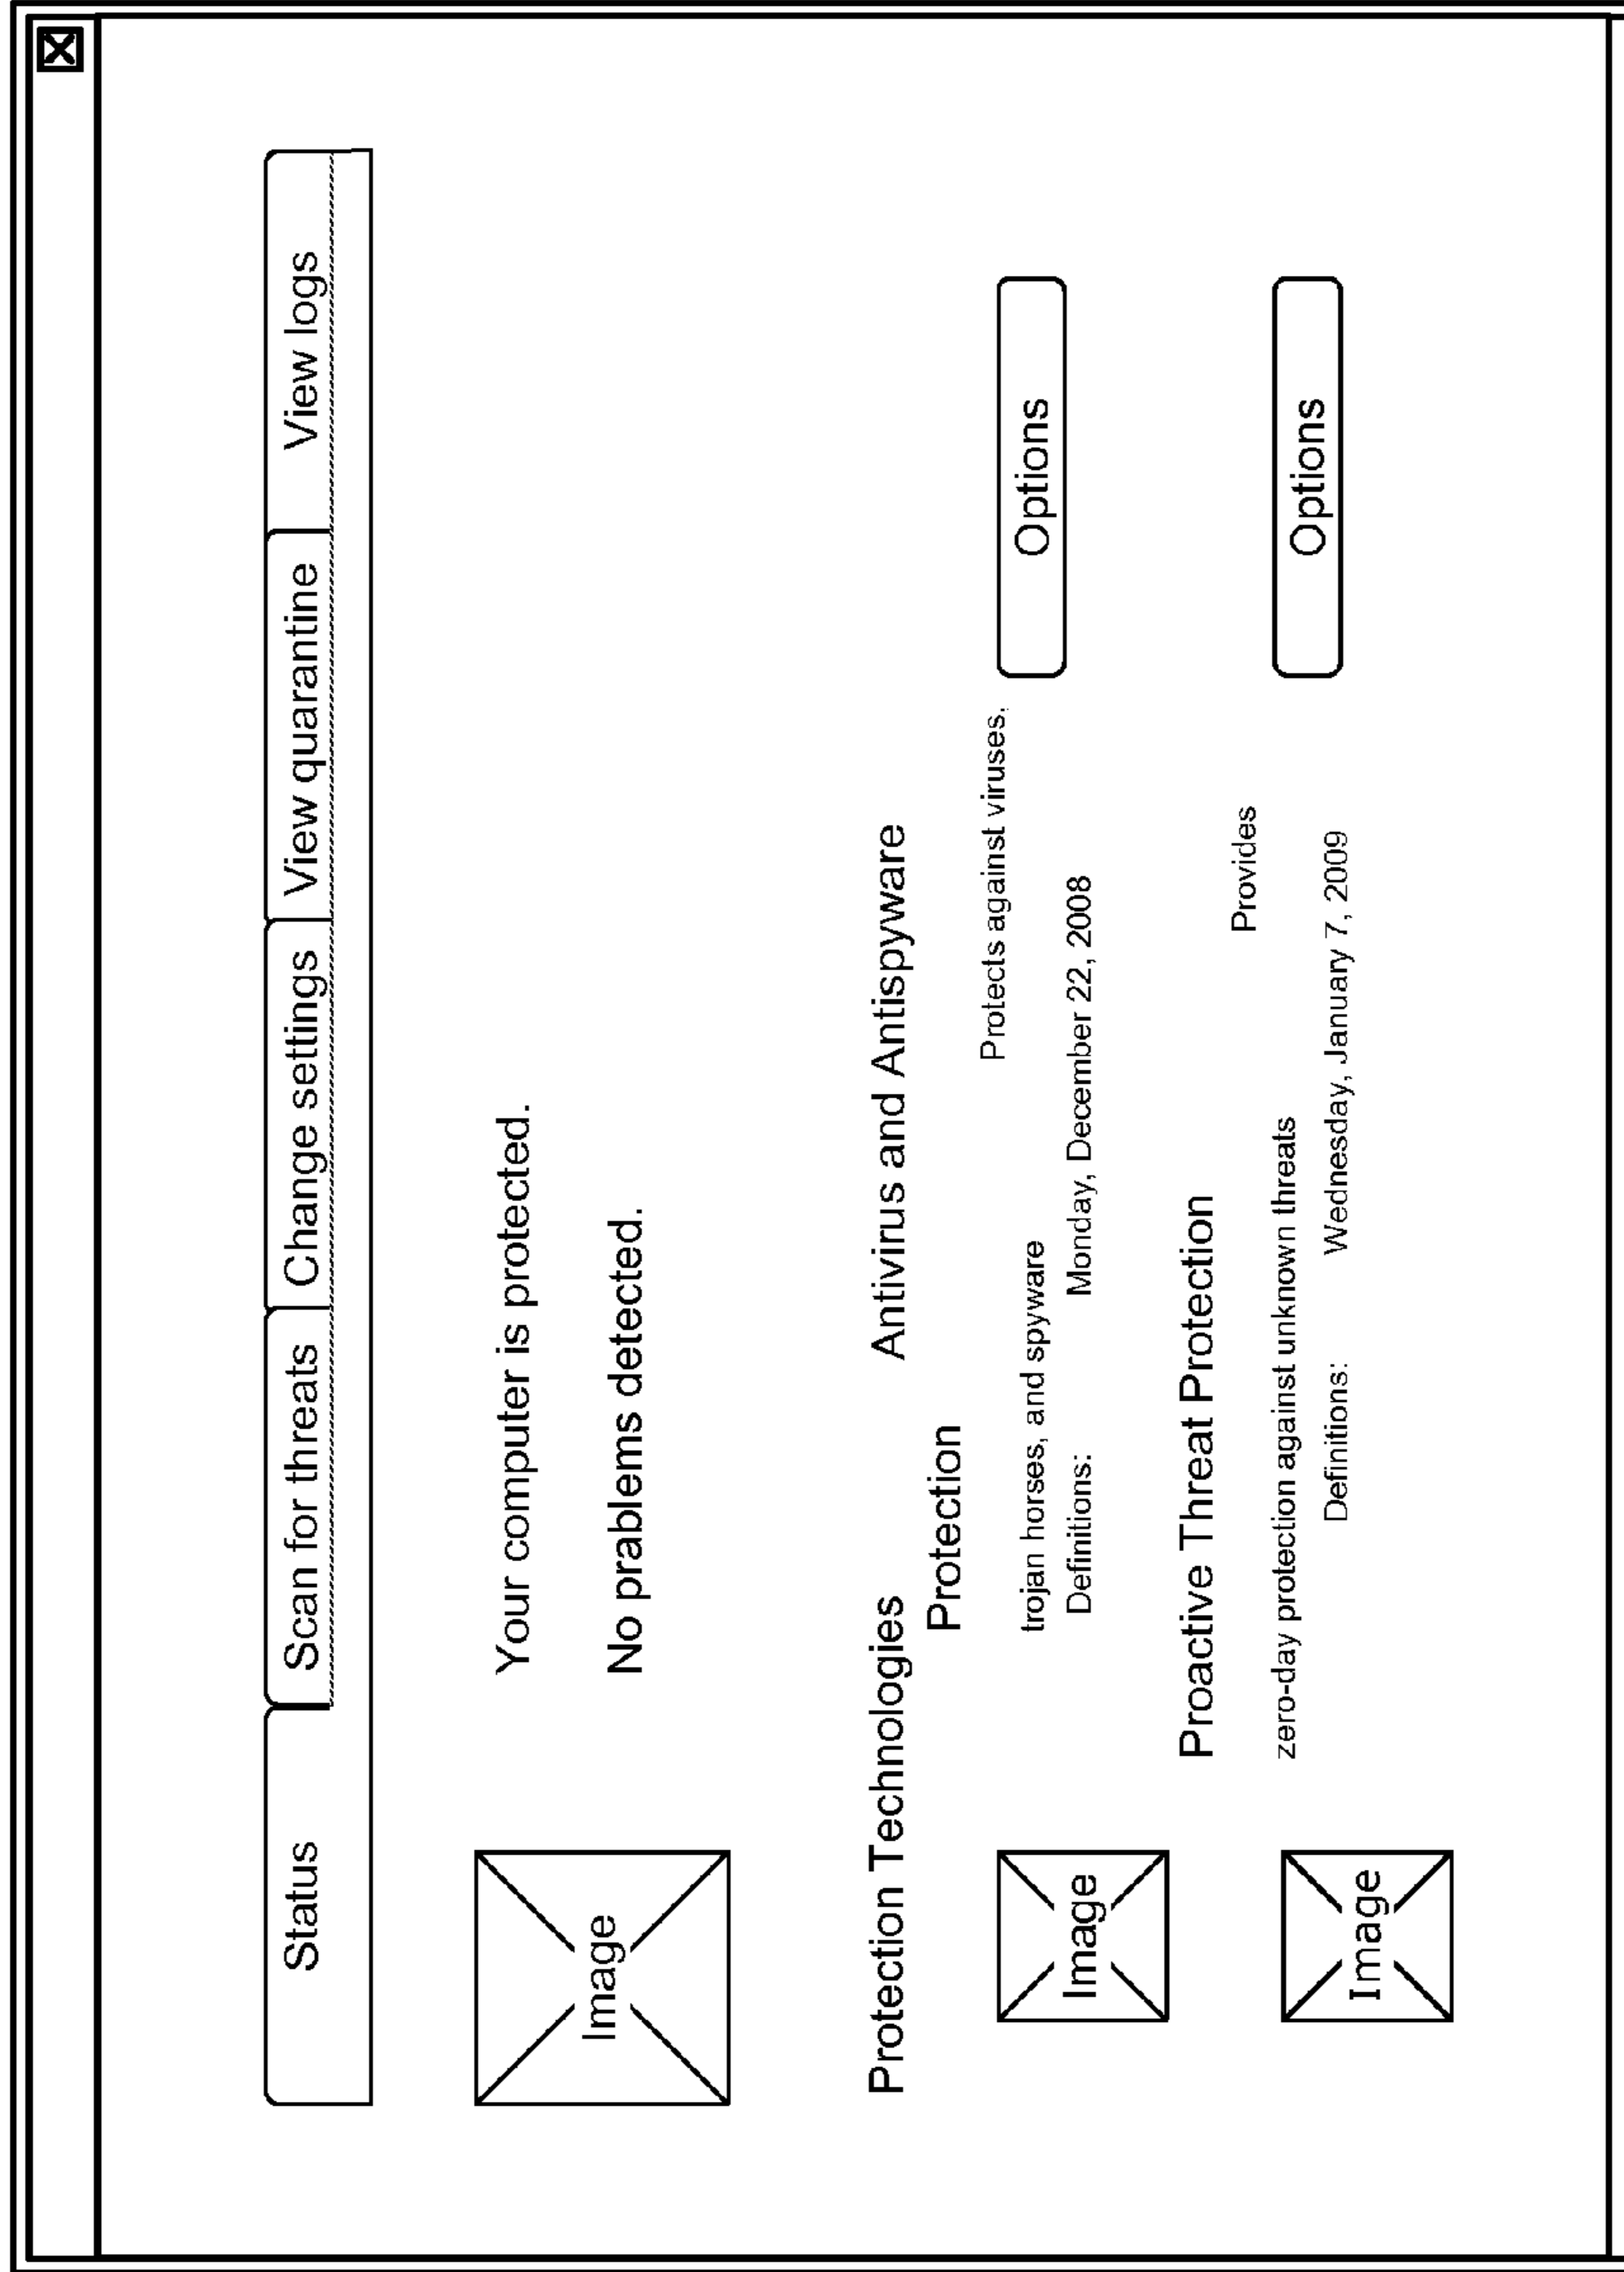 Status
Scan for threats
Change settings
View quarantine
View logs
Image
Your computer is protected.
No prablems detected.
Protection Technologies
Antivirus and Antispyware
Protection
Image
Protects against viruses,
trojan horses, and spyware
Definitions: Monday, December 22, 2008
Options
Proactive Threat Protection
Image
Provides
zero-day protection against unknown threats
Definitions: Wednesday, January 7, 2009
Options